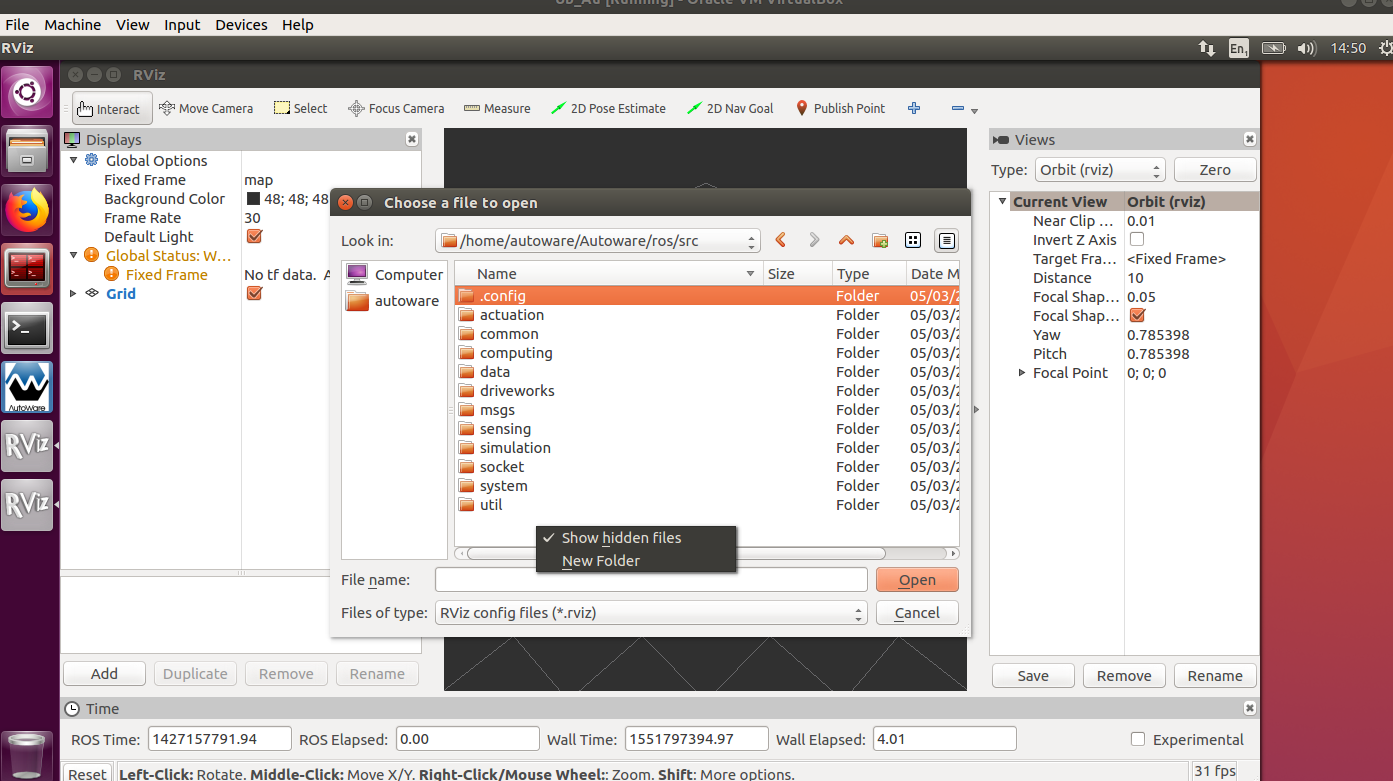 Ub_Au [Running] - Oracle VM VirtualBox
File Machine View Input Devices Help
RViz En1 14:50
RViz
Interact Move Camera Select Focus Camera Measure 2D Pose Estimate 2D Nav Goal Publish Point
Displays
Global Options
Fixed Frame map
Background Color 48; 48; 48
Frame Rate 30
Default Light
Global Status: W...
Fixed Frame No tf data. A
Grid
Add Duplicate Remove Rename
Choose a file to open
Look in: /home/autoware/Autoware/ros/src
Computer
autoware
Name Size Type Date M
.config Folder 05/03/2
actuation Folder 05/03/2
common Folder 05/03/2
computing Folder 05/03/2
data Folder 05/03/2
driveworks Folder 05/03/2
msgs Folder 05/03/2
sensing Folder 05/03/2
simulation Folder 05/03/2
socket Folder 05/03/2
system Folder 05/03/2
util Folder 05/03/2
Show hidden files
New Folder
File name: Open
Files of type: RViz config files (*.rviz) Cancel
Views
Type: Orbit (rviz) Zero
Current View Orbit (rviz)
Near Clip ... 0.01
Invert Z Axis
Target Fra... <Fixed Frame>
Distance 10
Focal Shap... 0.05
Focal Shap...
Yaw 0.785398
Pitch 0.785398
Focal Point 0; 0; 0
Save Remove Rename
AutoWare
RViz
RViz
Time
ROS Time: 1427157791.94 ROS Elapsed: 0.00 Wall Time: 1551797394.97 Wall Elapsed: 4.01 Experimental
Reset Left-Click: Rotate. Middle-Click: Move X/Y. Right-Click/Mouse Wheel:: Zoom. Shift: More options. 31 fps